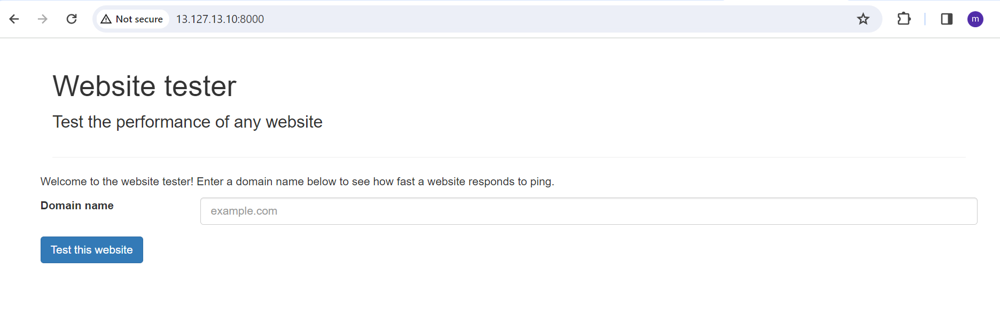 Not secure 13.127.13.10:8000
m
Website tester
Test the performance of any website
Welcome to the website tester! Enter a domain name below to see how fast a website responds to ping.
Domain name example.com
Test this website